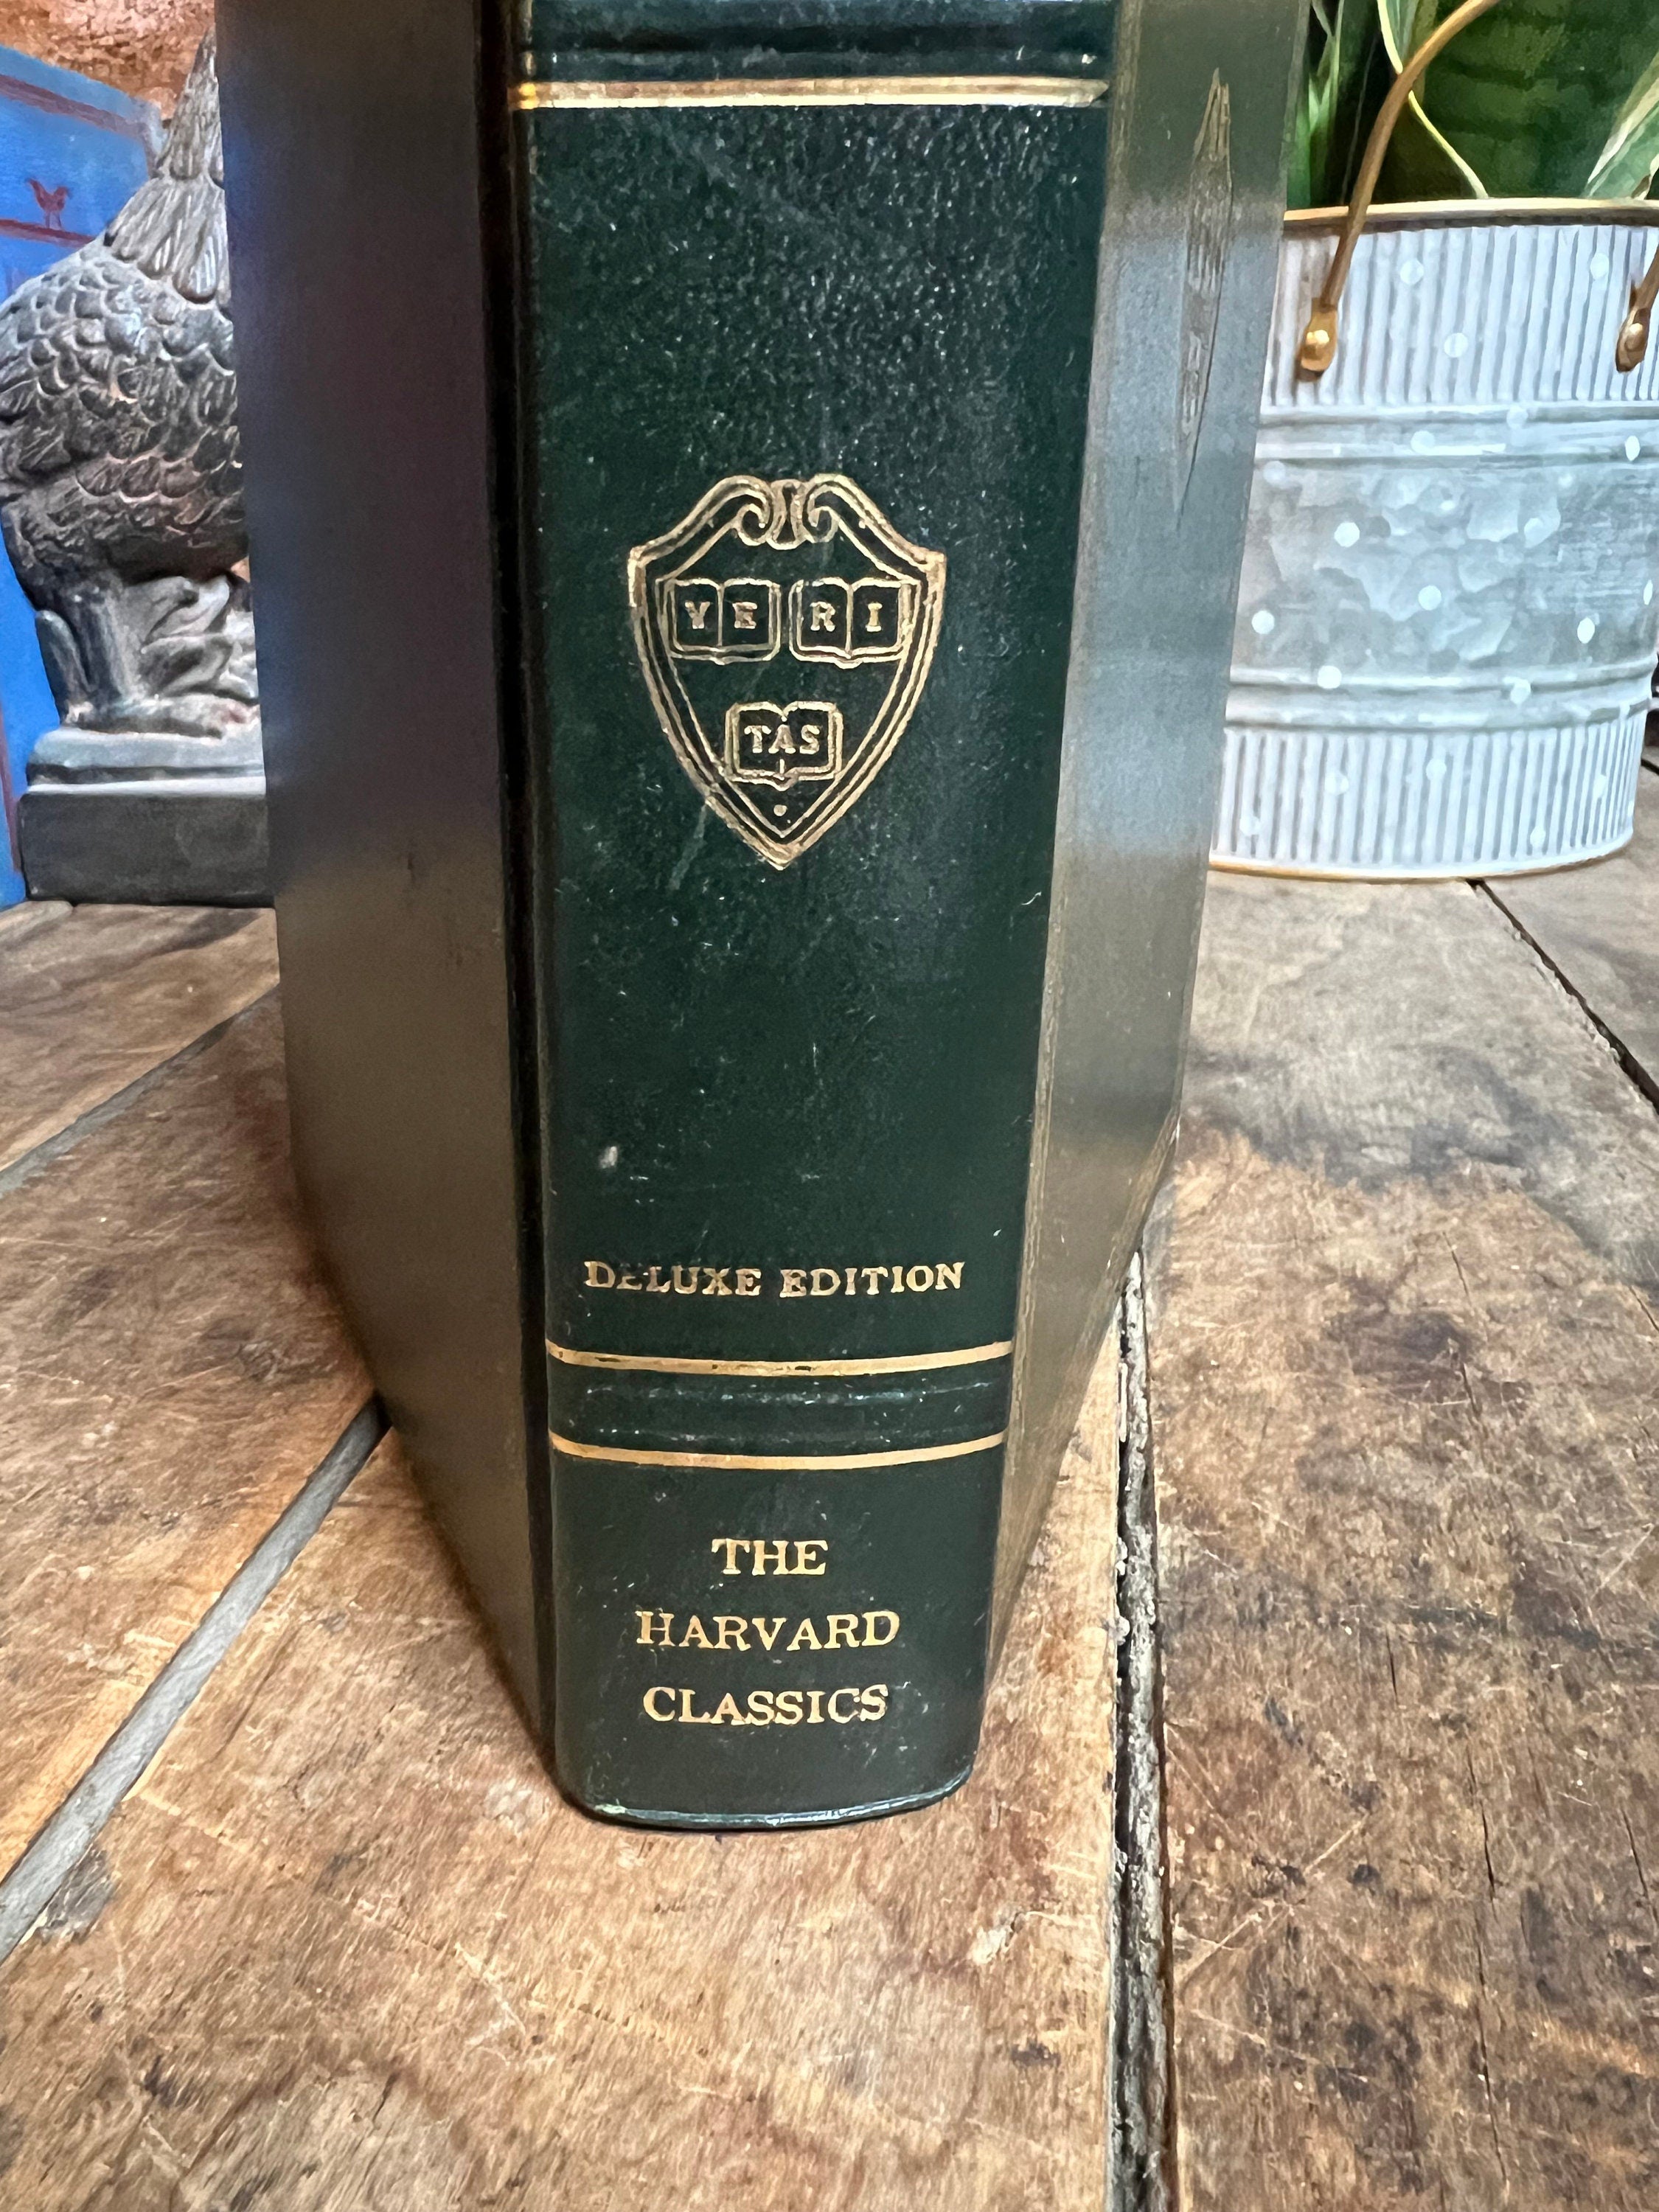 VE RI
TAS
DELUXE EDITION
THE
HARVARD
CLASSICS